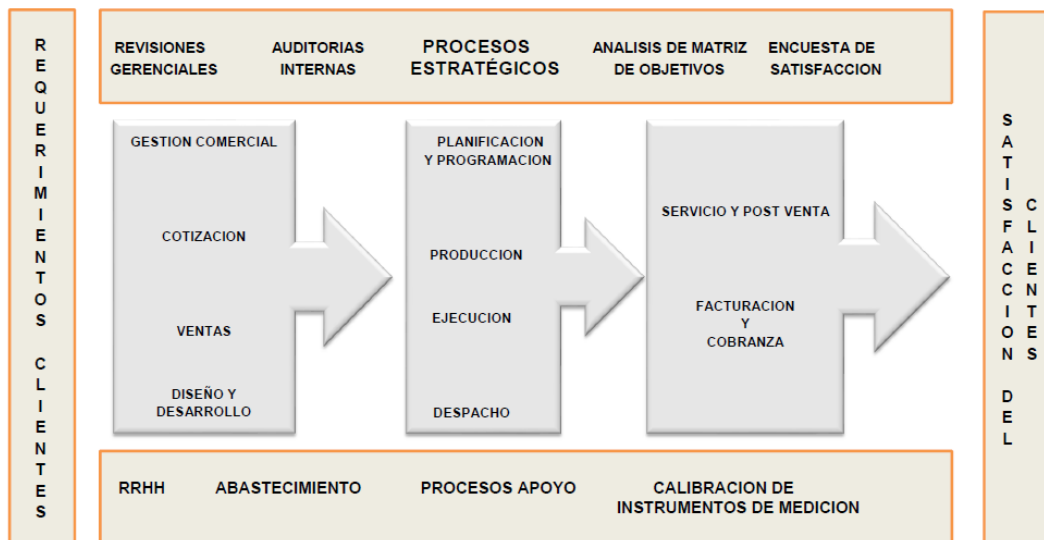 REQUERIMIENTOS CLIENTES
REVISIONES
GERENCIALES
AUDITORIAS
INTERNAS
PROCESOS
ESTRATÉGICOS
ANALISIS DE MATRIZ
DE OBJETIVOS
ENCUESTA DE
SATISFACCION
GESTION COMERCIAL
COTIZACION
VENTAS
DISEÑO Y
DESARROLLO
PLANIFICACION
Y PROGRAMACION
PRODUCCION
EJECUCION
DESPACHO
SERVICIO Y POST VENTA
FACTURACION
Y
COBRANZA
RRHH
ABASTECIMIENTO
PROCESOS APOYO
CALIBRACION DE
INSTRUMENTOS DE MEDICION
SATISFACCION DEL
CLIENTES